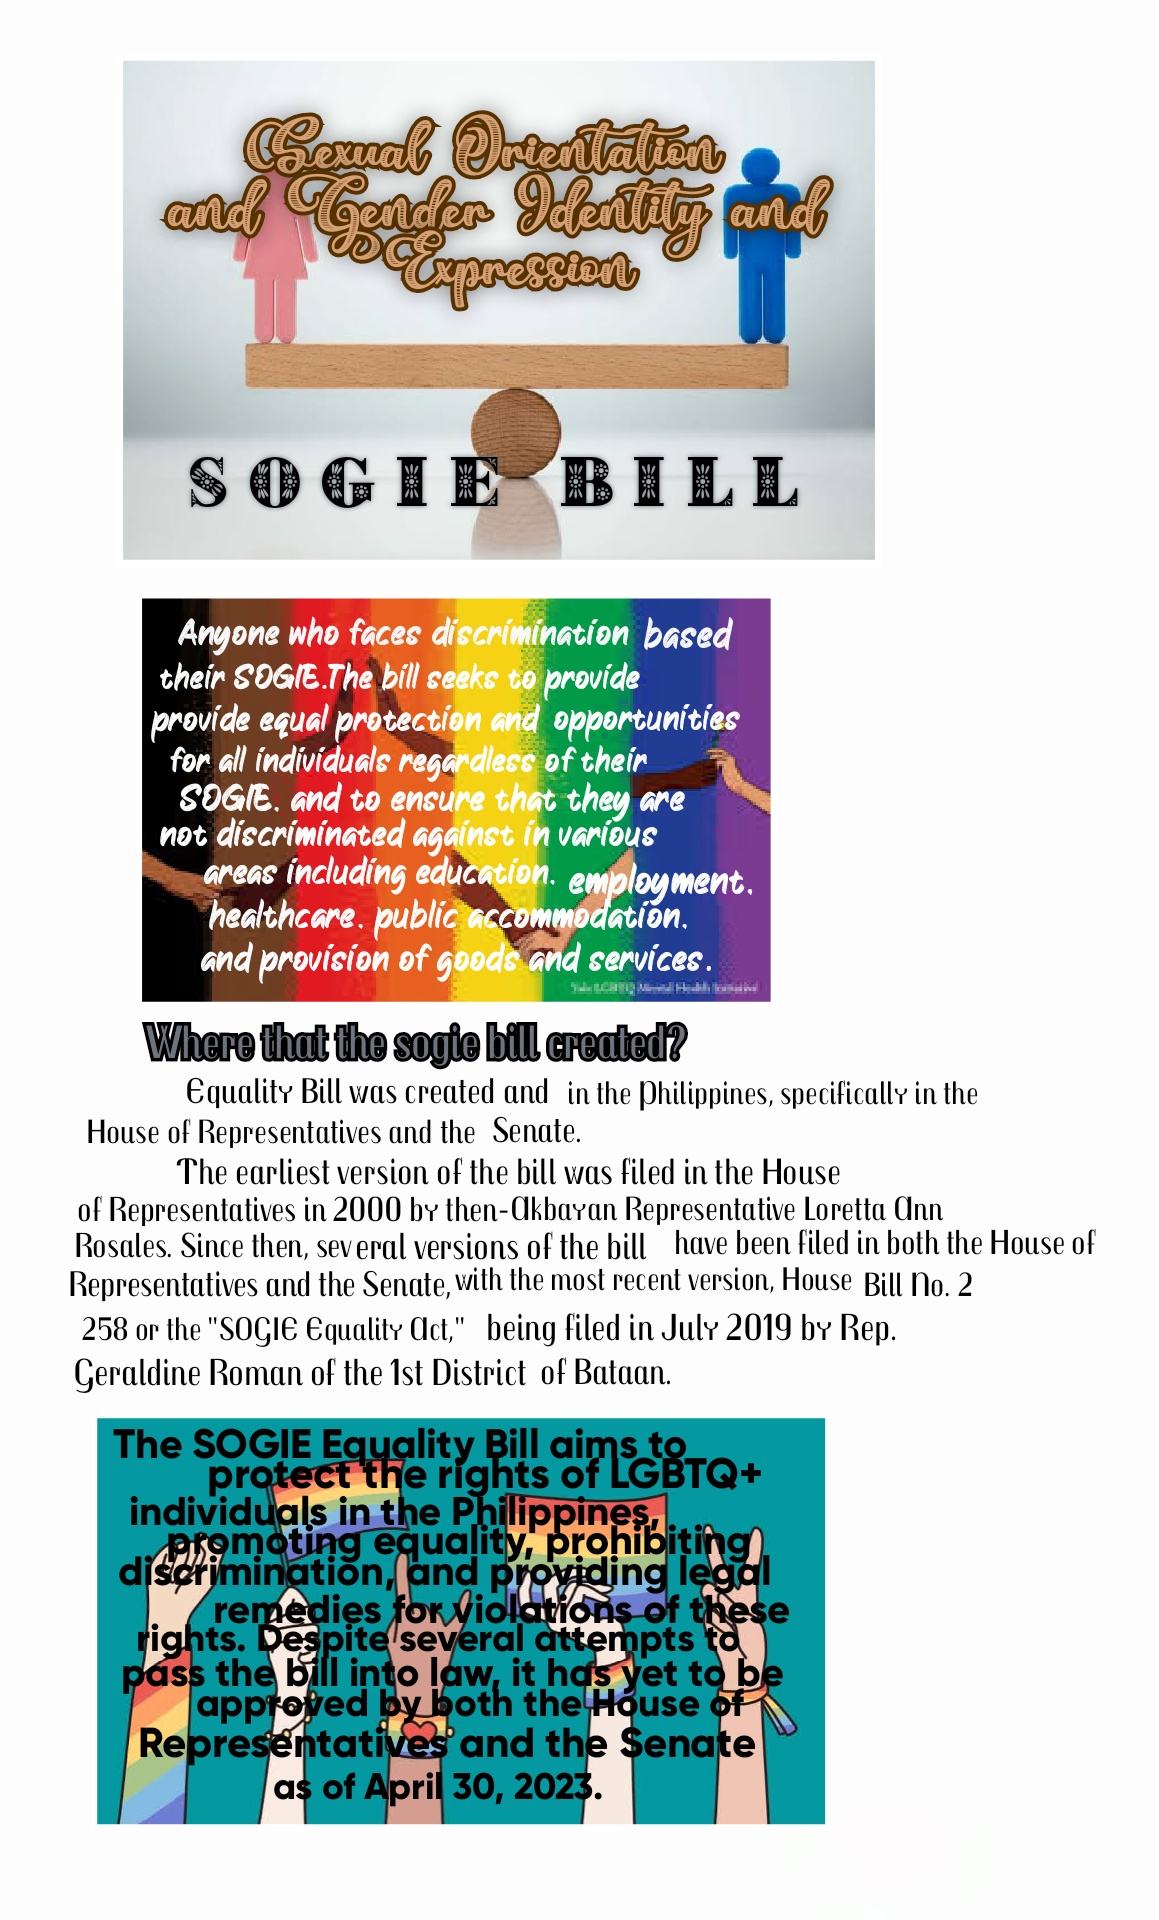 Sexual Orientation
and Gender Identity and
Expression
SOGIE BILL
Anyone who faces discrimination based
their SOGIE.The bill seeks to provide
provide equal protection and opportunities
for all individuals regardless of their
SOGIE. and to ensure that they are
not discriminated against in various
areas including education. employment.
healthcare. public accommodation.
and provision of goods and services.
Yale LGBTQ Mental Health Initiative
Where that the sogie bill created?
Equality Bill was created and in the Philippines, specifically in the
House of Representatives and the Senate.
The earliest version of the bill was filed in the House
of Representatives in 2000 by then-Akbayan Representative Loretta Ann
Rosales. Since then, several versions of the bill have been filed in both the House of
Representatives and the Senate, with the most recent version, House Bill No. 2
258 or the "SOGIE Equality Act," being filed in July 2019 by Rep.
Geraldine Roman of the 1st District of Bataan.
The SOGIE Equality Bill aims to
protect the rights of LGBTQ+
individuals in the Philippines,
promoting equality, prohibiting
discrimination, and providing legal
remedies for violations of these
rights. Despite several attempts to
pass the bill into law, it has yet to be
approved by both the House of
Representatives and the Senate
as of April 30, 2023.